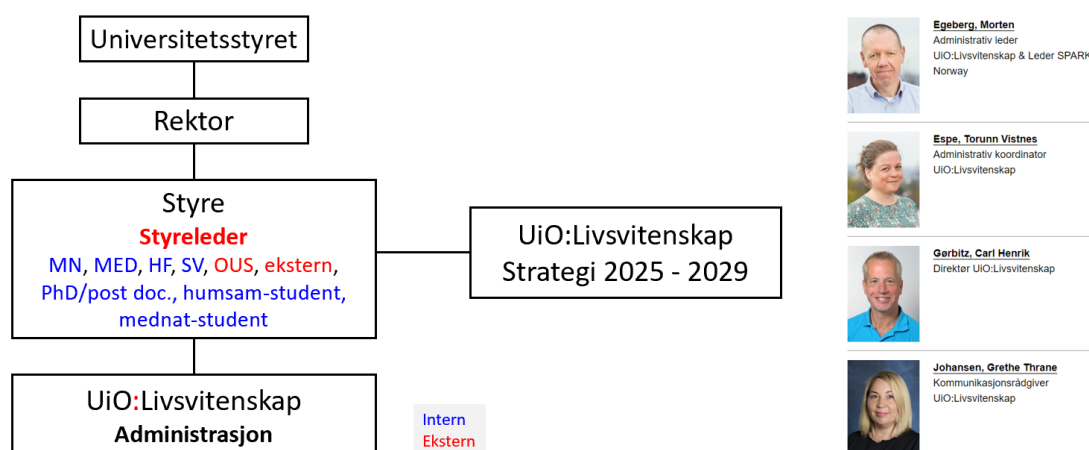 Universitetsstyret
Rektor
Styre
Styreleder
MN, MED, HF, SV, OUS, ekstern,
PhD/post doc., humsam-student,
mednat-student
UiO:Livsvitenskap
Strategi 2025 - 2029
UiO:Livsvitenskap
Administrasjon
Intern
Ekstern
Egeberg, Morten
Administrativ leder
UiO:Livsvitenskap & Leder SPARK
Norway
Espe, Torunn Vistnes
Administrativ koordinator
UiO:Livsvitenskap
Gørbitz, Carl Henrik
Direktør UiO:Livsvitenskap
Johansen, Grethe Thrane
Kommunikasjonsrådgiver
UiO:Livsvitenskap